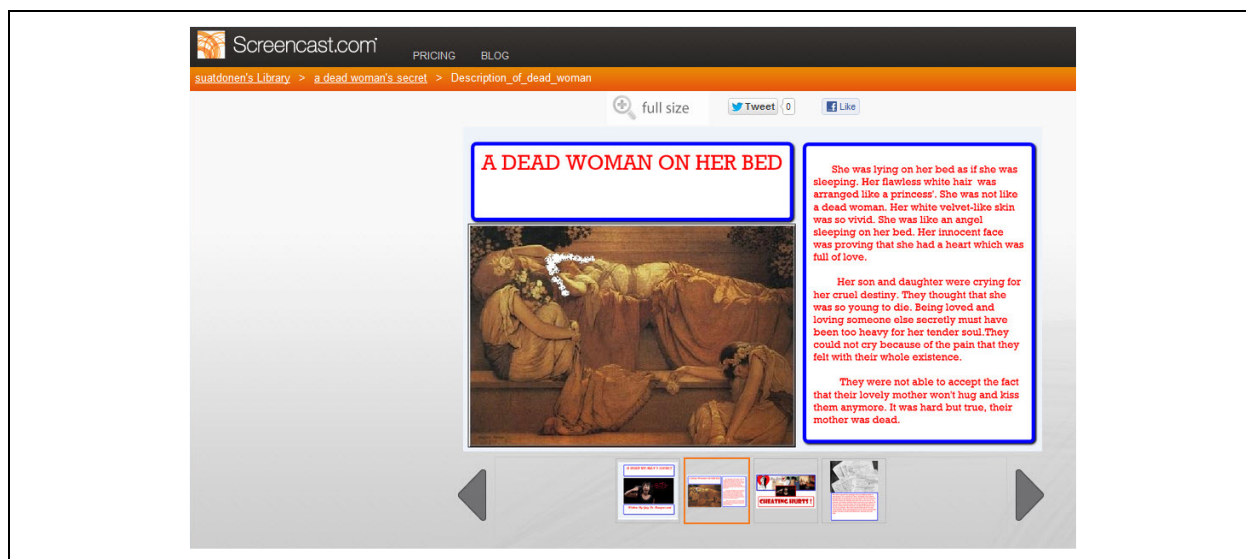 Screencast.com
PRICING
BLOG
suatdonen's Library > a dead woman's secret > Description_of_dead_woman
full size
Tweet
0
Like
A DEAD WOMAN ON HER BED
She was lying on her bed as if she was
sleeping. Her flawless white hair was
arranged like a princess'. She was not like
a dead woman. Her white velvet-like skin
was so vivid. She was like an angel
sleeping on her bed. Her innocent face
was proving that she had a heart which was
full of love.
Her son and daughter were crying for
her cruel destiny. They thought that she
was so young to die. Being loved and
loving someone else secretly must have
been too heavy for her tender soul.They
could not cry because of the pain that they
felt with their whole existence.
They were not able to accept the fact
that their lovely mother won't hug and kiss
them anymore. It was hard but true, their
mother was dead.
A DEAD WOMAN'S SECRET
A DEAD WOMAN ON HER BED
CHEATING HURTS !